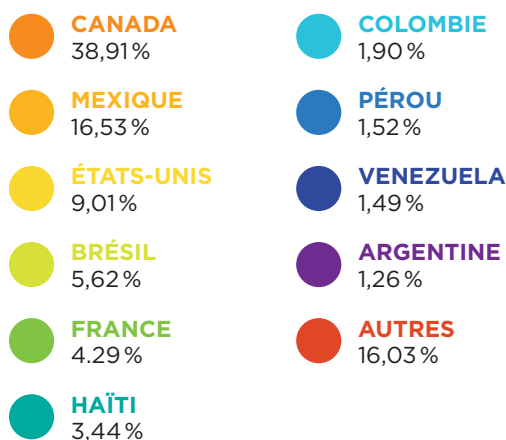 CANADA
38,91 %
MEXIQUE
16,53 %
ÉTATS-UNIS
9,01 %
BRÉSIL
5,62 %
FRANCE
4.29 %
HAÏTI
3,44 %
COLOMBIE
1,90 %
PÉROU
1,52 %
VENEZUELA
1,49 %
ARGENTINE
1,26 %
AUTRES
16,03 %